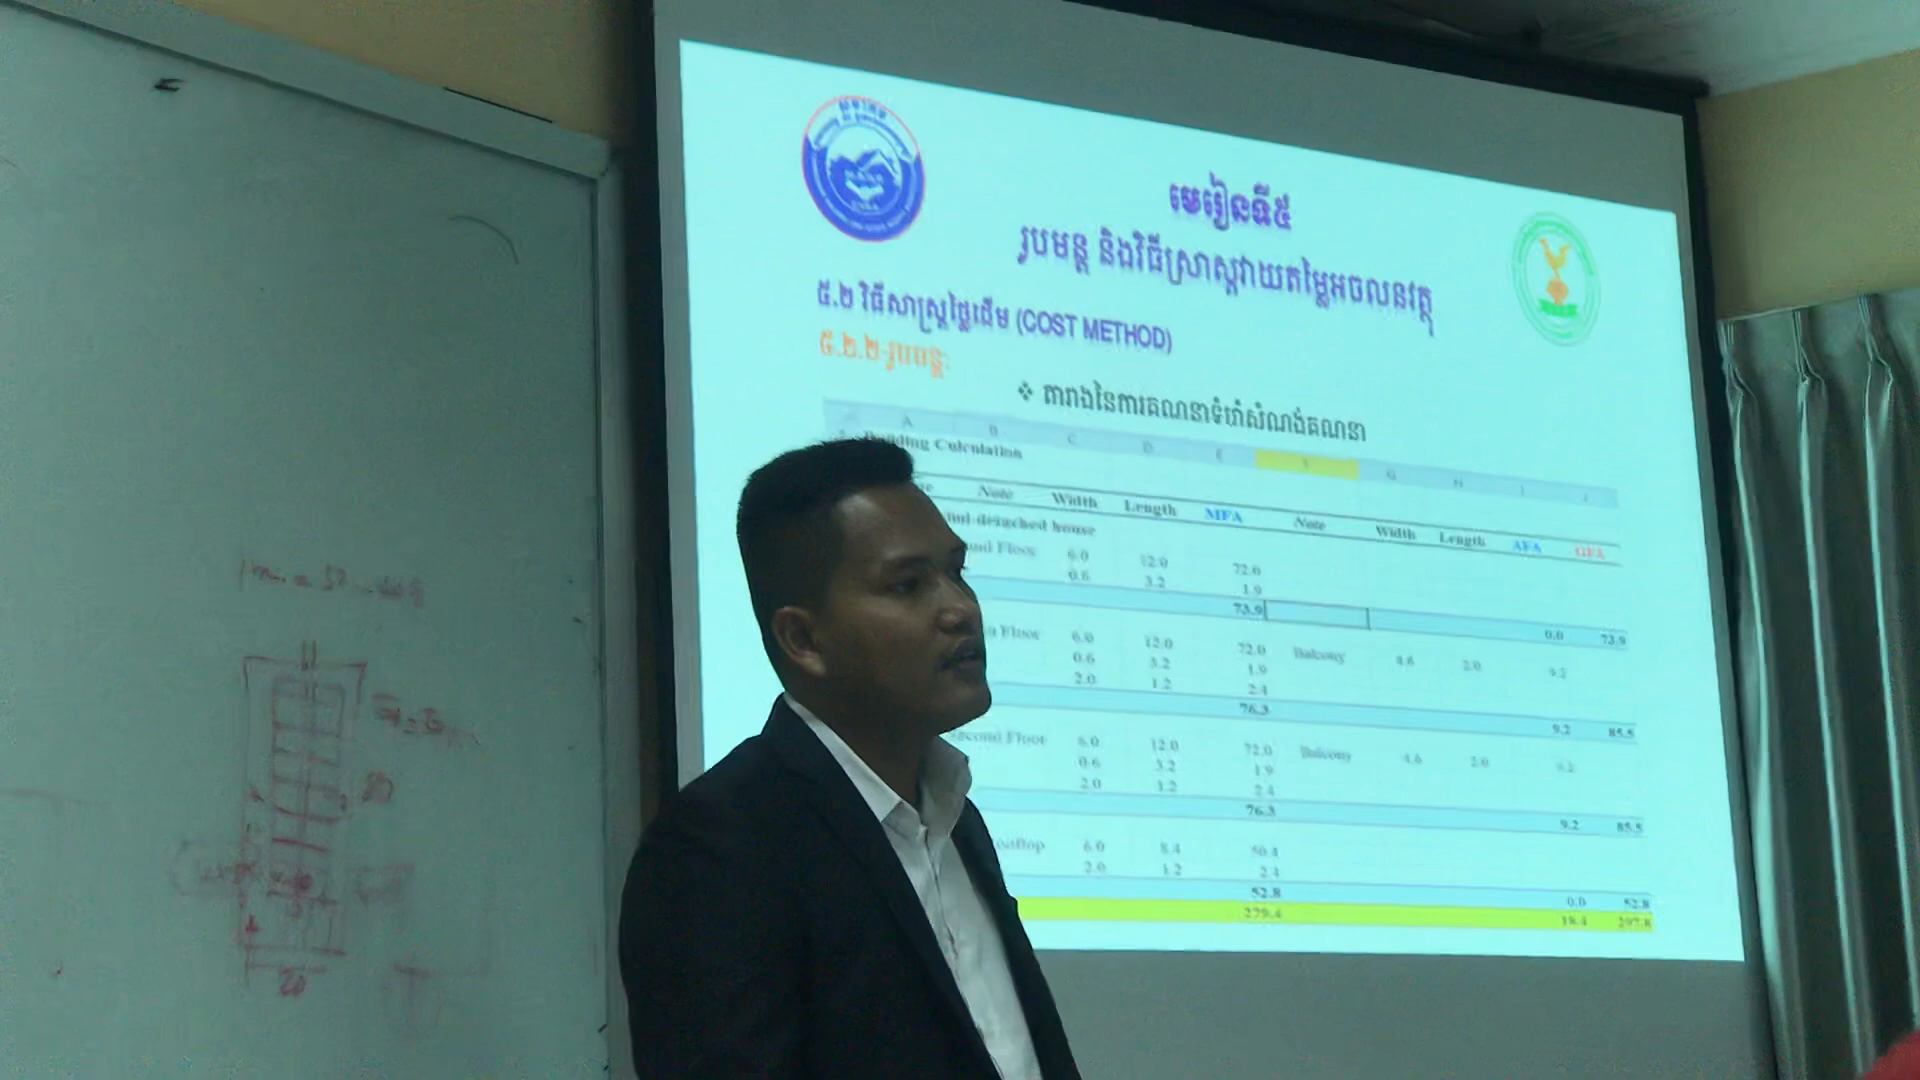 មេរៀនទី៥
រូបមន្ត និងវិធីស្រាស្តវាយតម្លៃអចលនវត្ថុ
៥.២ វិធីសាស្ត្រថ្លៃដើម (COST METHOD)
៥.២.២ រូបមន្ត:
❖ តារាងនៃការគណនាទំហំសំណង់គណនា
A B C D E F G H I J
Building Calculation
Note Width Length MFA Note Width Length AFA GFA
detached house
Floor 6.0 12.0 72.0
0.6 3.2 1.9
73.9 0.0 73.9
Floor 6.0 12.0 72.0 Balcony 4.6 2.0 9.2
0.6 3.2 1.9
2.0 1.2 2.4
76.3 9.2 85.5
Second Floor 6.0 12.0 72.0 Balcony 4.6 2.0 9.2
0.6 3.2 1.9
2.0 1.2 2.4
76.3 9.2 85.5
6.0 8.4 50.4
2.0 1.2 2.4
52.8 0.0 52.8
279.4 18.4 297.8
20